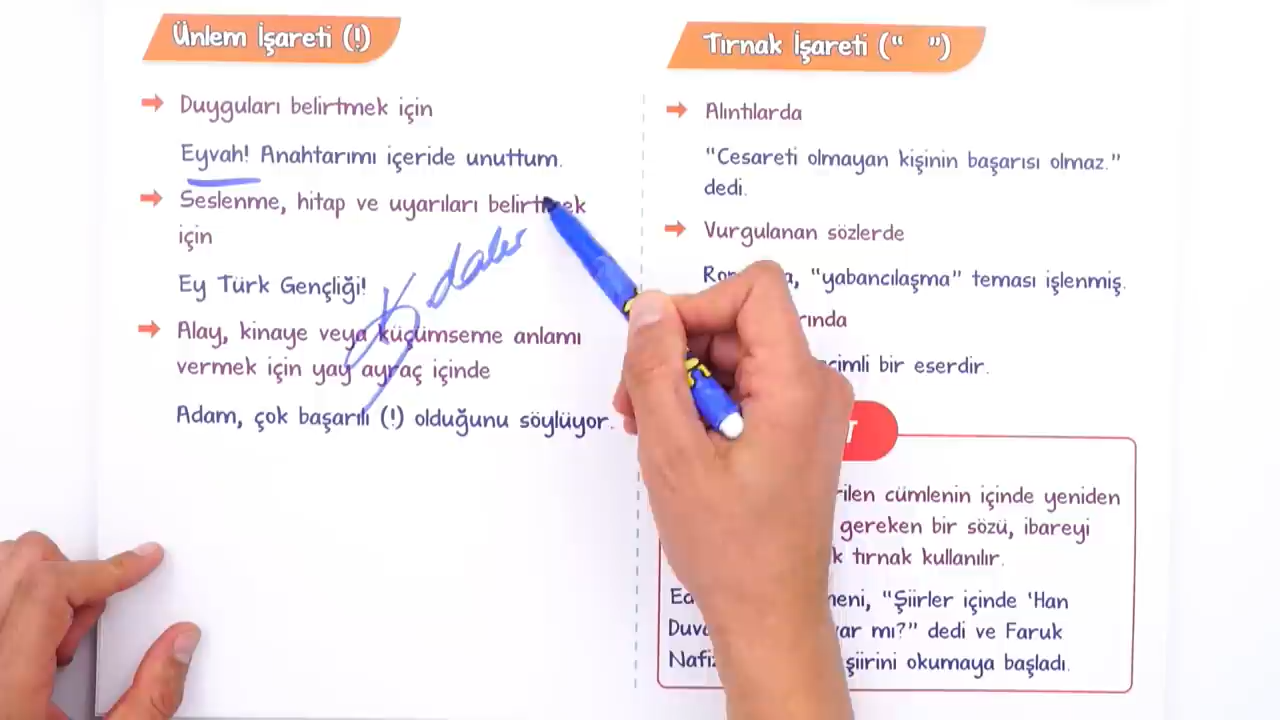 Ünlem İşareti (!)
Duyguları belirtmek için
Eyvah! Anahtarımı içeride unuttum.
Seslenme, hitap ve uyarıları belirtmek
için
Ey Türk Gençliği!
Alay, kinaye veya küçümseme anlamı
vermek için yay ayraç içinde
Adam, çok başarılı (!) olduğunu söylüyor.
Tırnak İşareti (“ ”)
Alıntılarda
“Cesareti olmayan kişinin başarısı olmaz.”
dedi.
Vurgulanan sözlerde
“yabancılaşma” teması işlenmiş.
bir eserdir.
cümlenin içinde yeniden
gereken bir sözü, ibareyi
tırnak kullanılır.
“Şiirler içinde ‘Han
mı?” dedi ve Faruk
şiirini okumaya başladı.